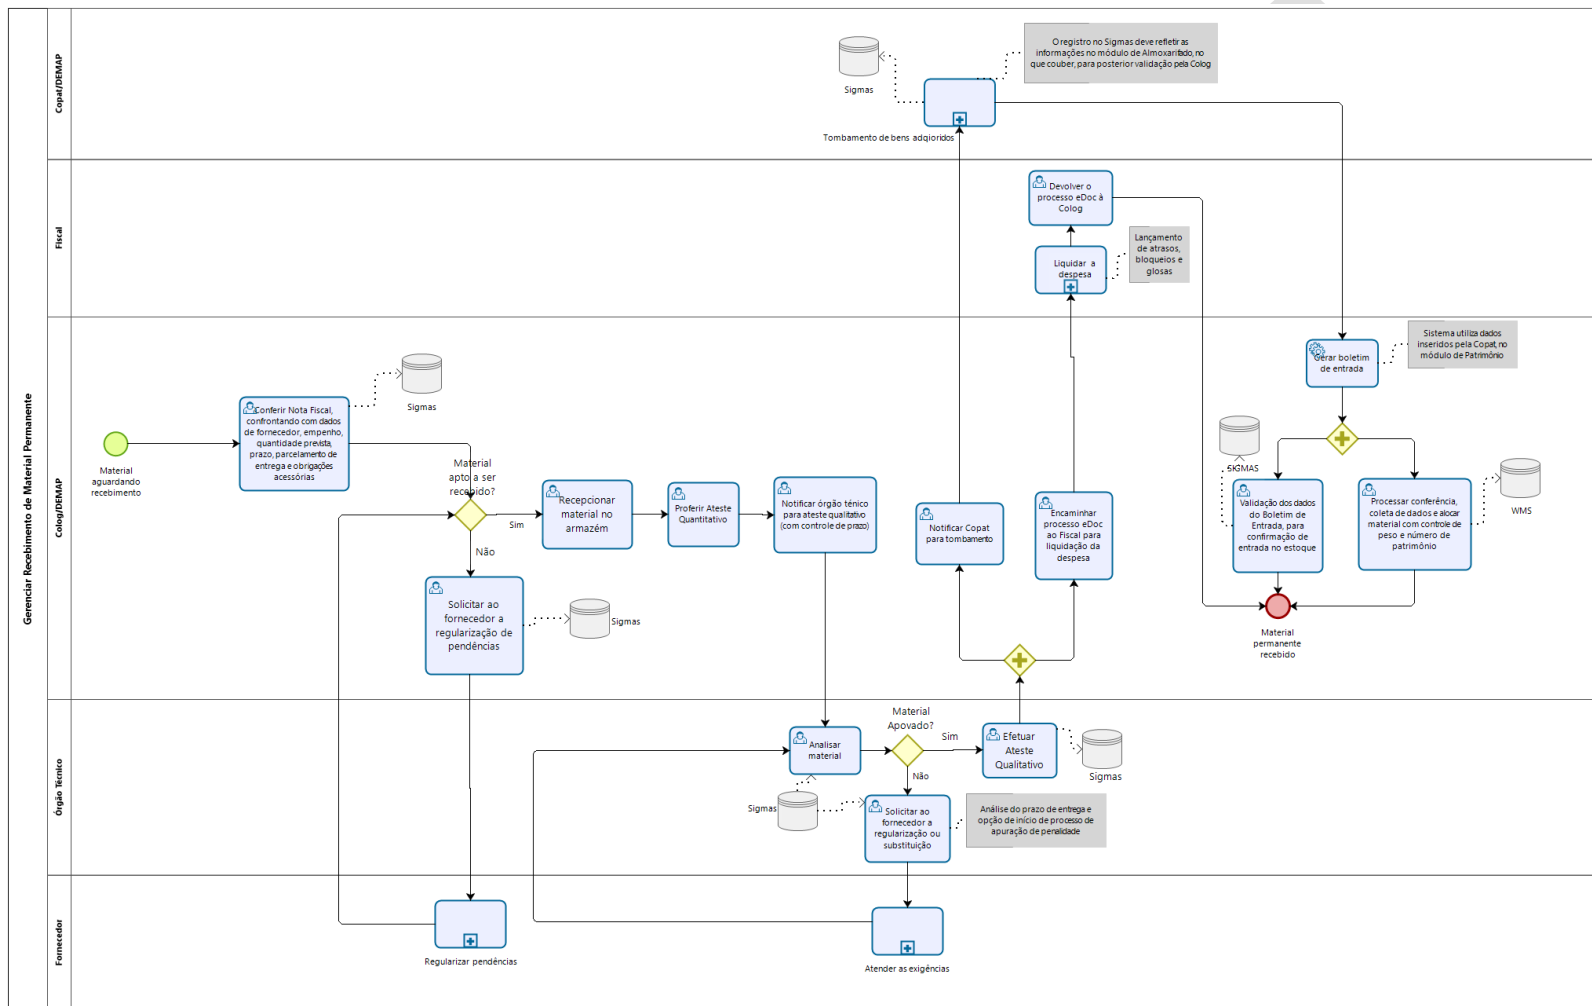 Gerenciar Recebimento de Material Permanente
Copat/DEMAP
Sigmas
O registro no Sigmas deve refletir as
informações no módulo de Almoxarifado, no
que couber, para posterior validação pela Colog
Tombamento de bens adqioridos
Fiscal
Devolver o
processo eDoc à
Colog
Liquidar a
despesa
Lançamento
de atrasos,
bloqueios e
glosas
Colog/DEMAP
Material
aguardando
recebimento
Conferir Nota Fiscal,
confrontando com dados
de fornecedor, empenho,
quantidade prevista,
prazo, parcelamento de
entrega e obrigações
acessórias
Sigmas
Material
apto a ser
recebido?
Sim
Não
Recepcionar
material no
armazém
Proferir Ateste
Quantitativo
Notificar órgão ténico
para ateste qualitativo
(com controle de prazo)
Solicitar ao
fornecedor a
regularização de
pendências
Sigmas
Notificar Copat
para tombamento
Encaminhar
processo eDoc
ao Fiscal para
liquidação da
despesa
Gerar boletim
de entrada
Sistema utiliza dados
inseridos pela Copat, no
módulo de Patrimônio
SIGMAS
Validação dos dados
do Boletim de
Entrada, para
confirmação de
entrada no estoque
Processar conferência,
coleta de dados e alocar
material com controle de
peso e número de
patrimônio
WMS
Material
permanente
recebido
Órgão Técnico
Analisar
material
Sigmas
Material
Apovado?
Sim
Não
Efetuar
Ateste
Qualitativo
Sigmas
Solicitar ao
fornecedor a
regularização ou
substituição
Análise do prazo de entrega e
opção de início de processo de
apuração de penalidade
Fornecedor
Regularizar pendências
Atender as exigências